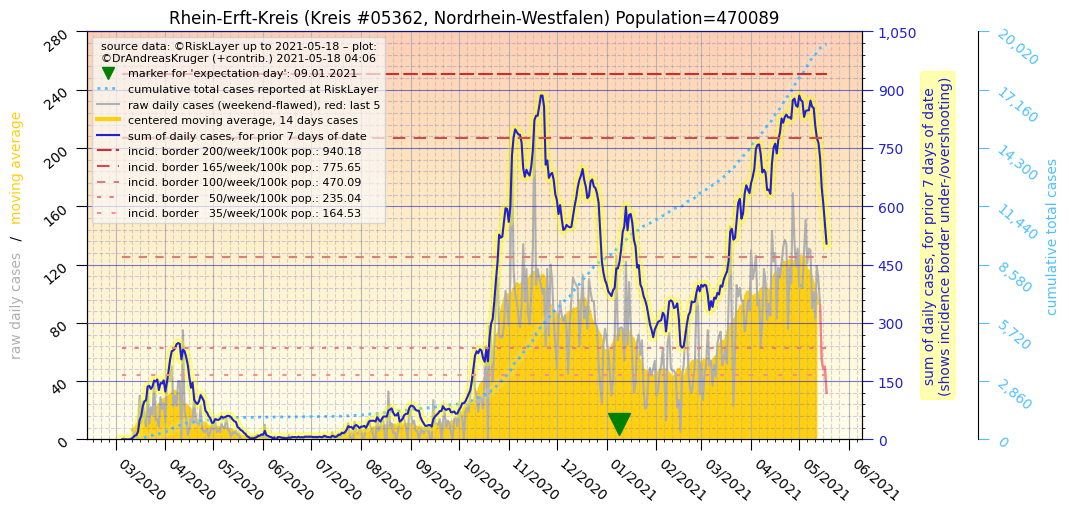 Rhein-Erft-Kreis (Kreis #05362, Nordrhein-Westfalen) Population=470089
source data: ©RiskLayer up to 2021-05-18 – plot:
©DrAndreasKruger (+contrib.) 2021-05-18 04:06
marker for 'expectation day': 09.01.2021
cumulative total cases reported at RiskLayer
raw daily cases (weekend-flawed), red: last 5
centered moving average, 14 days cases
sum of daily cases, for prior 7 days of date
incid. border 200/week/100k pop.: 940.18
incid. border 165/week/100k pop.: 775.65
incid. border 100/week/100k pop.: 470.09
incid. border   50/week/100k pop.: 235.04
incid. border   35/week/100k pop.: 164.53
raw daily cases / moving average
280
240
200
160
120
80
40
0
1,050
900
750
600
450
300
150
0
sum of daily cases, for prior 7 days of date
(shows incidence border under-/overshooting)
20,020
17,160
14,300
11,440
8,580
5,720
2,860
0
cumulative total cases
03/2020
04/2020
05/2020
06/2020
07/2020
08/2020
09/2020
10/2020
11/2020
12/2020
01/2021
02/2021
03/2021
04/2021
05/2021
06/2021